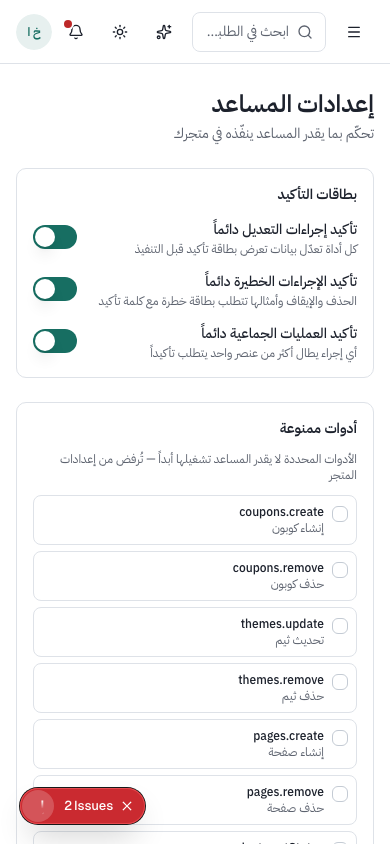 ابحث في الطلبـ...
خ ا
إعدادات المساعد
تحكّم بما يقدر المساعد ينفّذه في متجرك
بطاقات التأكيد
تأكيد إجراءات التعديل دائماً
كل أداة تعدّل بيانات تعرض بطاقة تأكيد قبل التنفيذ
تأكيد الإجراءات الخطيرة دائماً
الحذف والإيقاف وأمثالها تتطلب بطاقة خطرة مع كلمة تأكيد
تأكيد العمليات الجماعية دائماً
أي إجراء يطال أكثر من عنصر واحد يتطلب تأكيداً
أدوات ممنوعة
الأدوات المحددة لا يقدر المساعد تشغيلها أبداً — تُرفض من إعدادات
المتجر
coupons.create
إنشاء كوبون
coupons.remove
حذف كوبون
themes.update
تحديث ثيم
themes.remove
حذف ثيم
pages.create
إنشاء صفحة
pages.remove
حذف صفحة
2 Issues